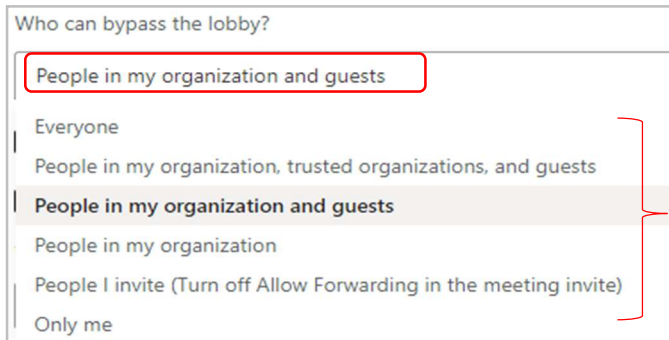 Who can bypass the lobby?
People in my organization and guests
Everyone
People in my organization, trusted organizations, and guests
People in my organization and guests
People in my organization
People I invite (Turn off Allow Forwarding in the meeting invite)
Only me